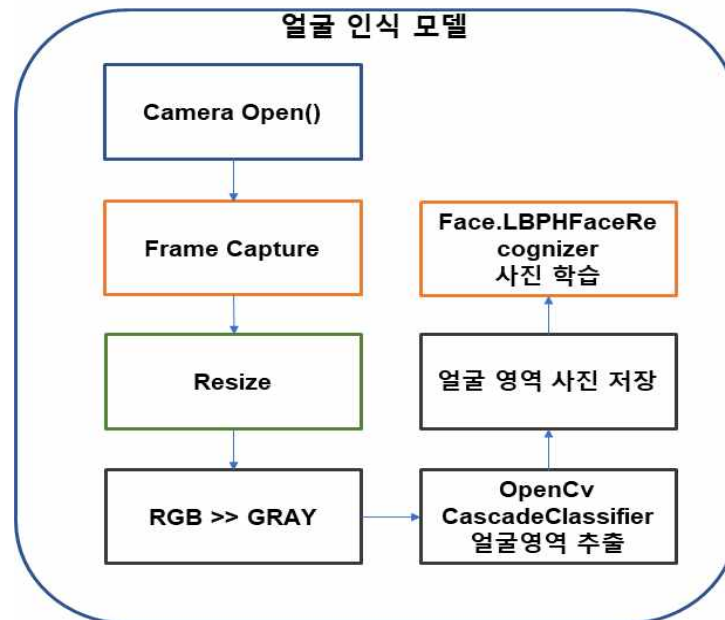 얼굴 인식 모델
Camera Open()
Frame Capture
Resize
RGB >> GRAY
OpenCv
CascadeClassifier
얼굴영역 추출
얼굴 영역 사진 저장
Face.LBPHFaceRe
cognizer
사진 학습